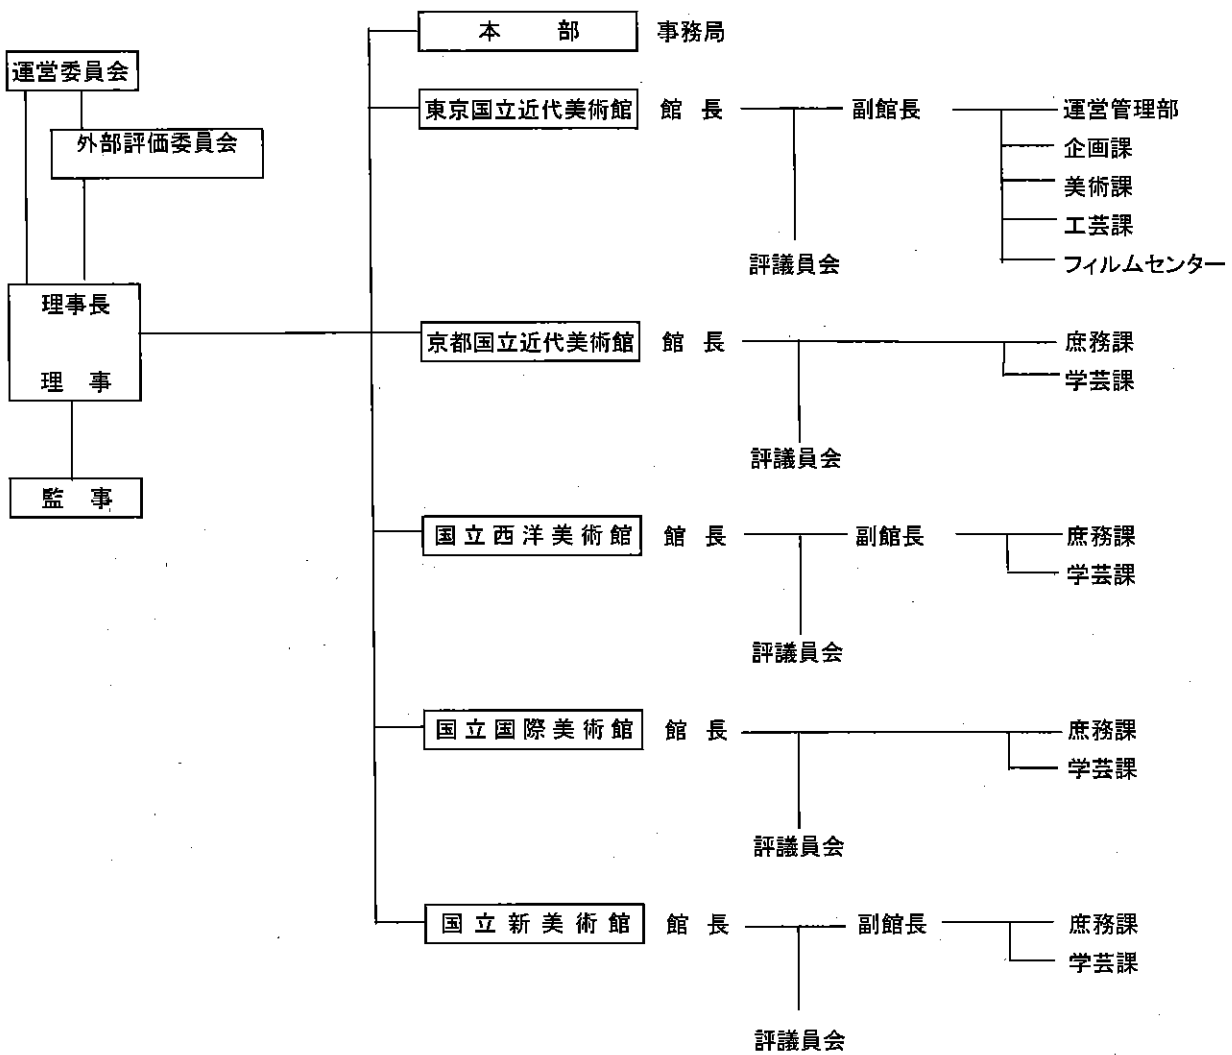 本 部 事務局
運営委員会
外部評価委員会
理事長
理 事
監 事
東京国立近代美術館 館 長 副館長 運営管理部
企画課
美術課
工芸課
フィルムセンター
評議員会
京都国立近代美術館 館 長 庶務課
学芸課
評議員会
国立西洋美術館 館 長 副館長 庶務課
学芸課
評議員会
国立国際美術館 館 長 庶務課
学芸課
評議員会
国立新美術館 館 長 副館長 庶務課
学芸課
評議員会